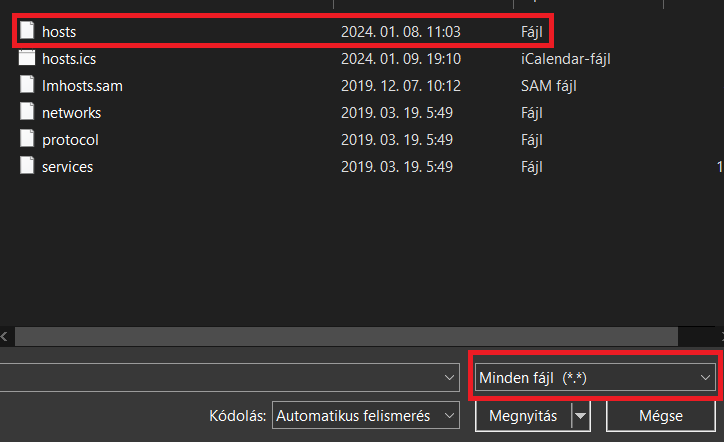 hosts 2024. 01. 08. 11:03 Fájl
hosts.ics 2024. 01. 09. 19:10 iCalendar-fájl
lmhosts.sam 2019. 12. 07. 10:12 SAM fájl
networks 2019. 03. 19. 5:49 Fájl
protocol 2019. 03. 19. 5:49 Fájl
services 2019. 03. 19. 5:49 Fájl 1
Minden fájl (*.*)
Kódolás: Automatikus felismerés Megnyitás Mégse